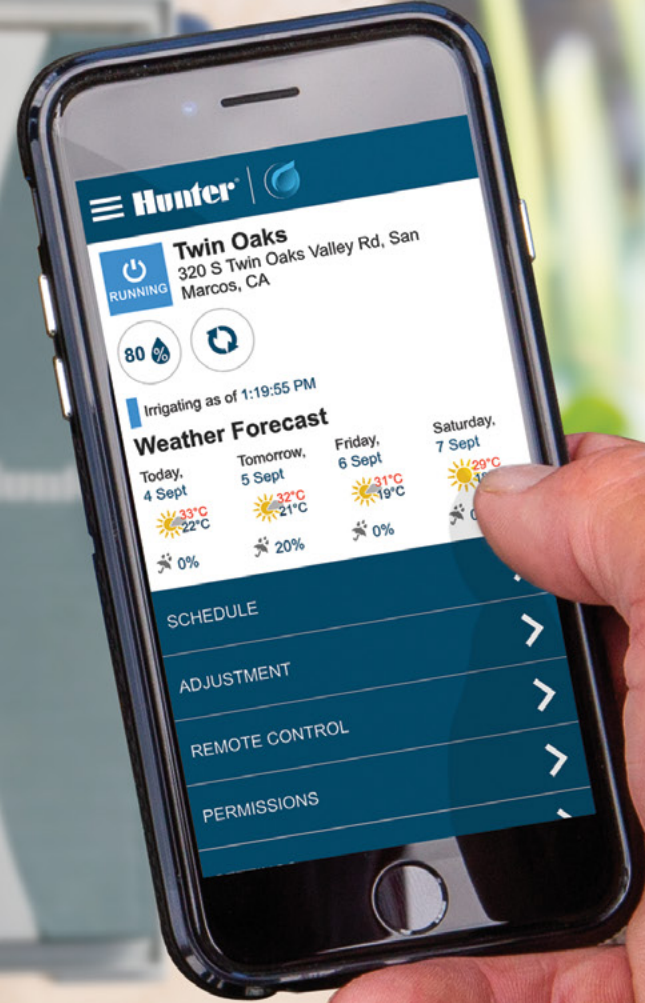 Hunter
Twin Oaks
320 S Twin Oaks Valley Rd, San
Marcos, CA
RUNNING
80 %
Irrigating as of 1:19:55 PM
Weather Forecast
Today,
4 Sept
33°C
22°C
0%
Tomorrow,
5 Sept
32°C
21°C
20%
Friday,
6 Sept
31°C
19°C
0%
Saturday,
7 Sept
29°C
SCHEDULE
ADJUSTMENT
REMOTE CONTROL
PERMISSIONS